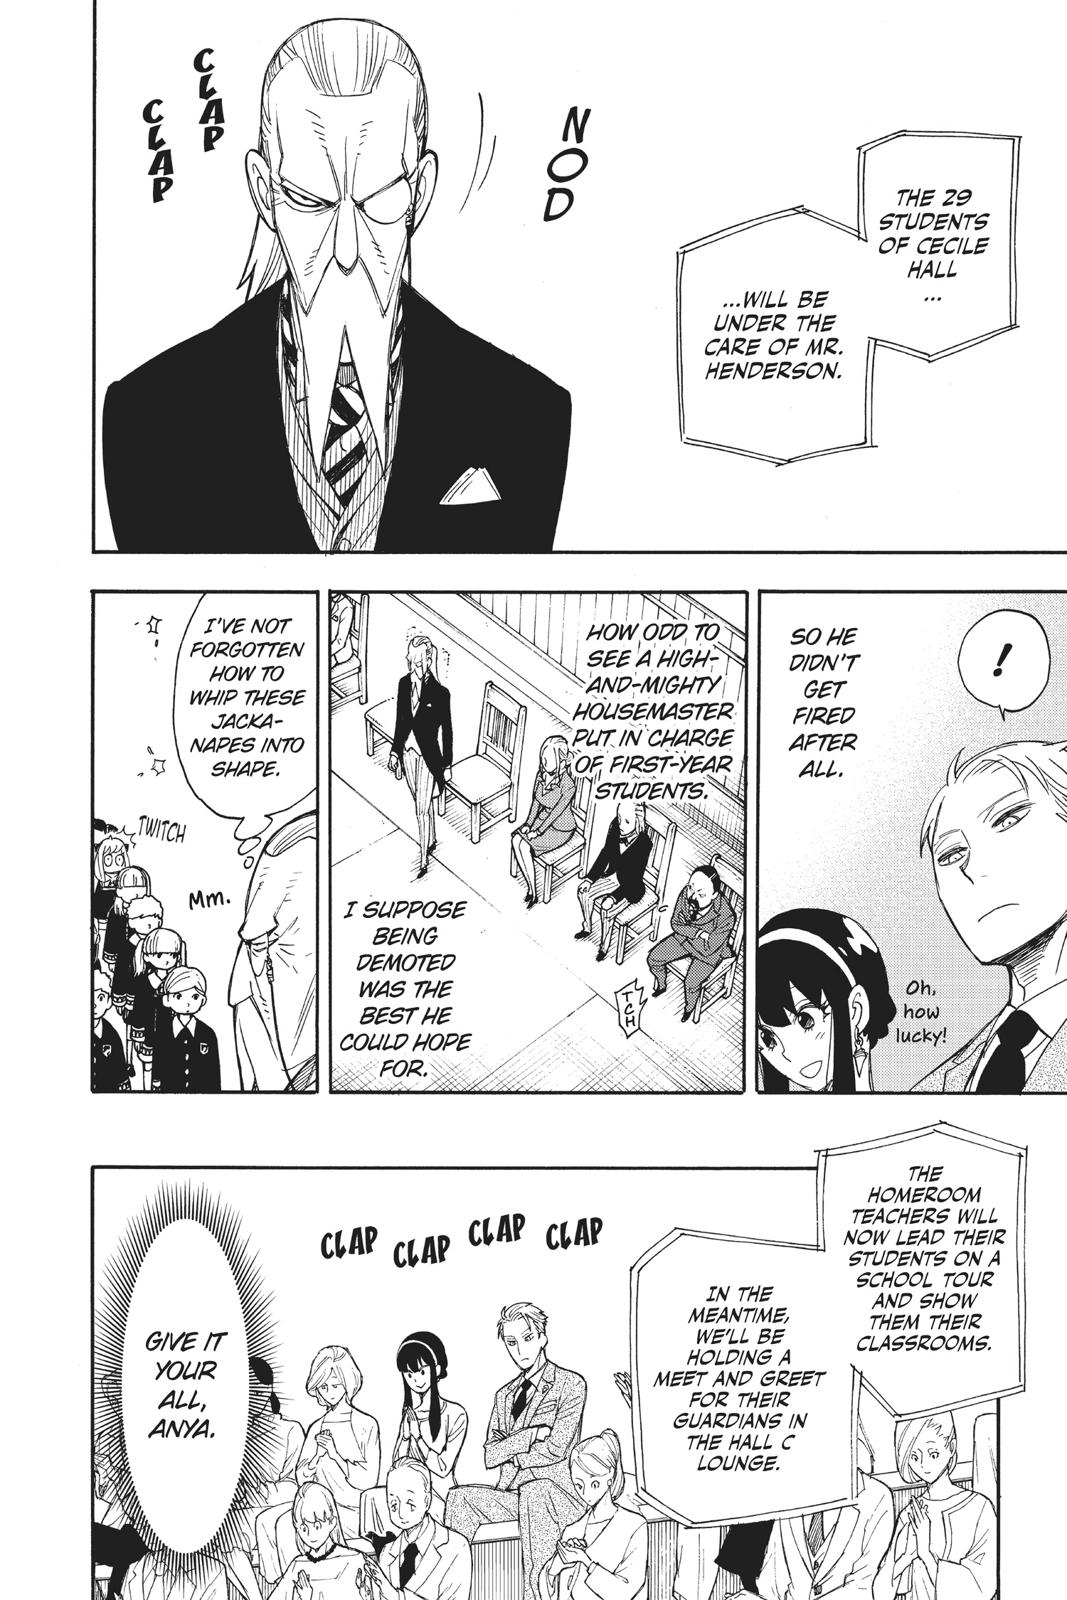 THE 29
STUDENTS
OF CECILE
HALL
...
...WILL BE
UNDER THE
CARE OF MR.
HENDERSON.
NOD
CLAP
CLAP
!
SO HE
DIDN'T
GET
FIRED
AFTER
ALL.
Oh,
how
lucky!
HOW ODD TO
SEE A HIGH-
AND-MIGHTY
HOUSEMASTER
PUT IN CHARGE
OF FIRST-YEAR
STUDENTS.
I SUPPOSE
BEING
DEMOTED
WAS THE
BEST HE
COULD HOPE
FOR.
TCH
I'VE NOT
FORGOTTEN
HOW TO
WHIP THESE
JACKA-
NAPES INTO
SHAPE.
TWITCH
Mm.
THE
HOMEROOM
TEACHERS WILL
NOW LEAD THEIR
STUDENTS ON A
SCHOOL TOUR
AND SHOW
THEM THEIR
CLASSROOMS.
IN THE
MEANTIME,
WE'LL BE
HOLDING A
MEET AND GREET
FOR THEIR
GUARDIANS IN
THE HALL C
LOUNGE.
CLAP
CLAP
CLAP
CLAP
GIVE IT
YOUR
ALL,
ANYA.